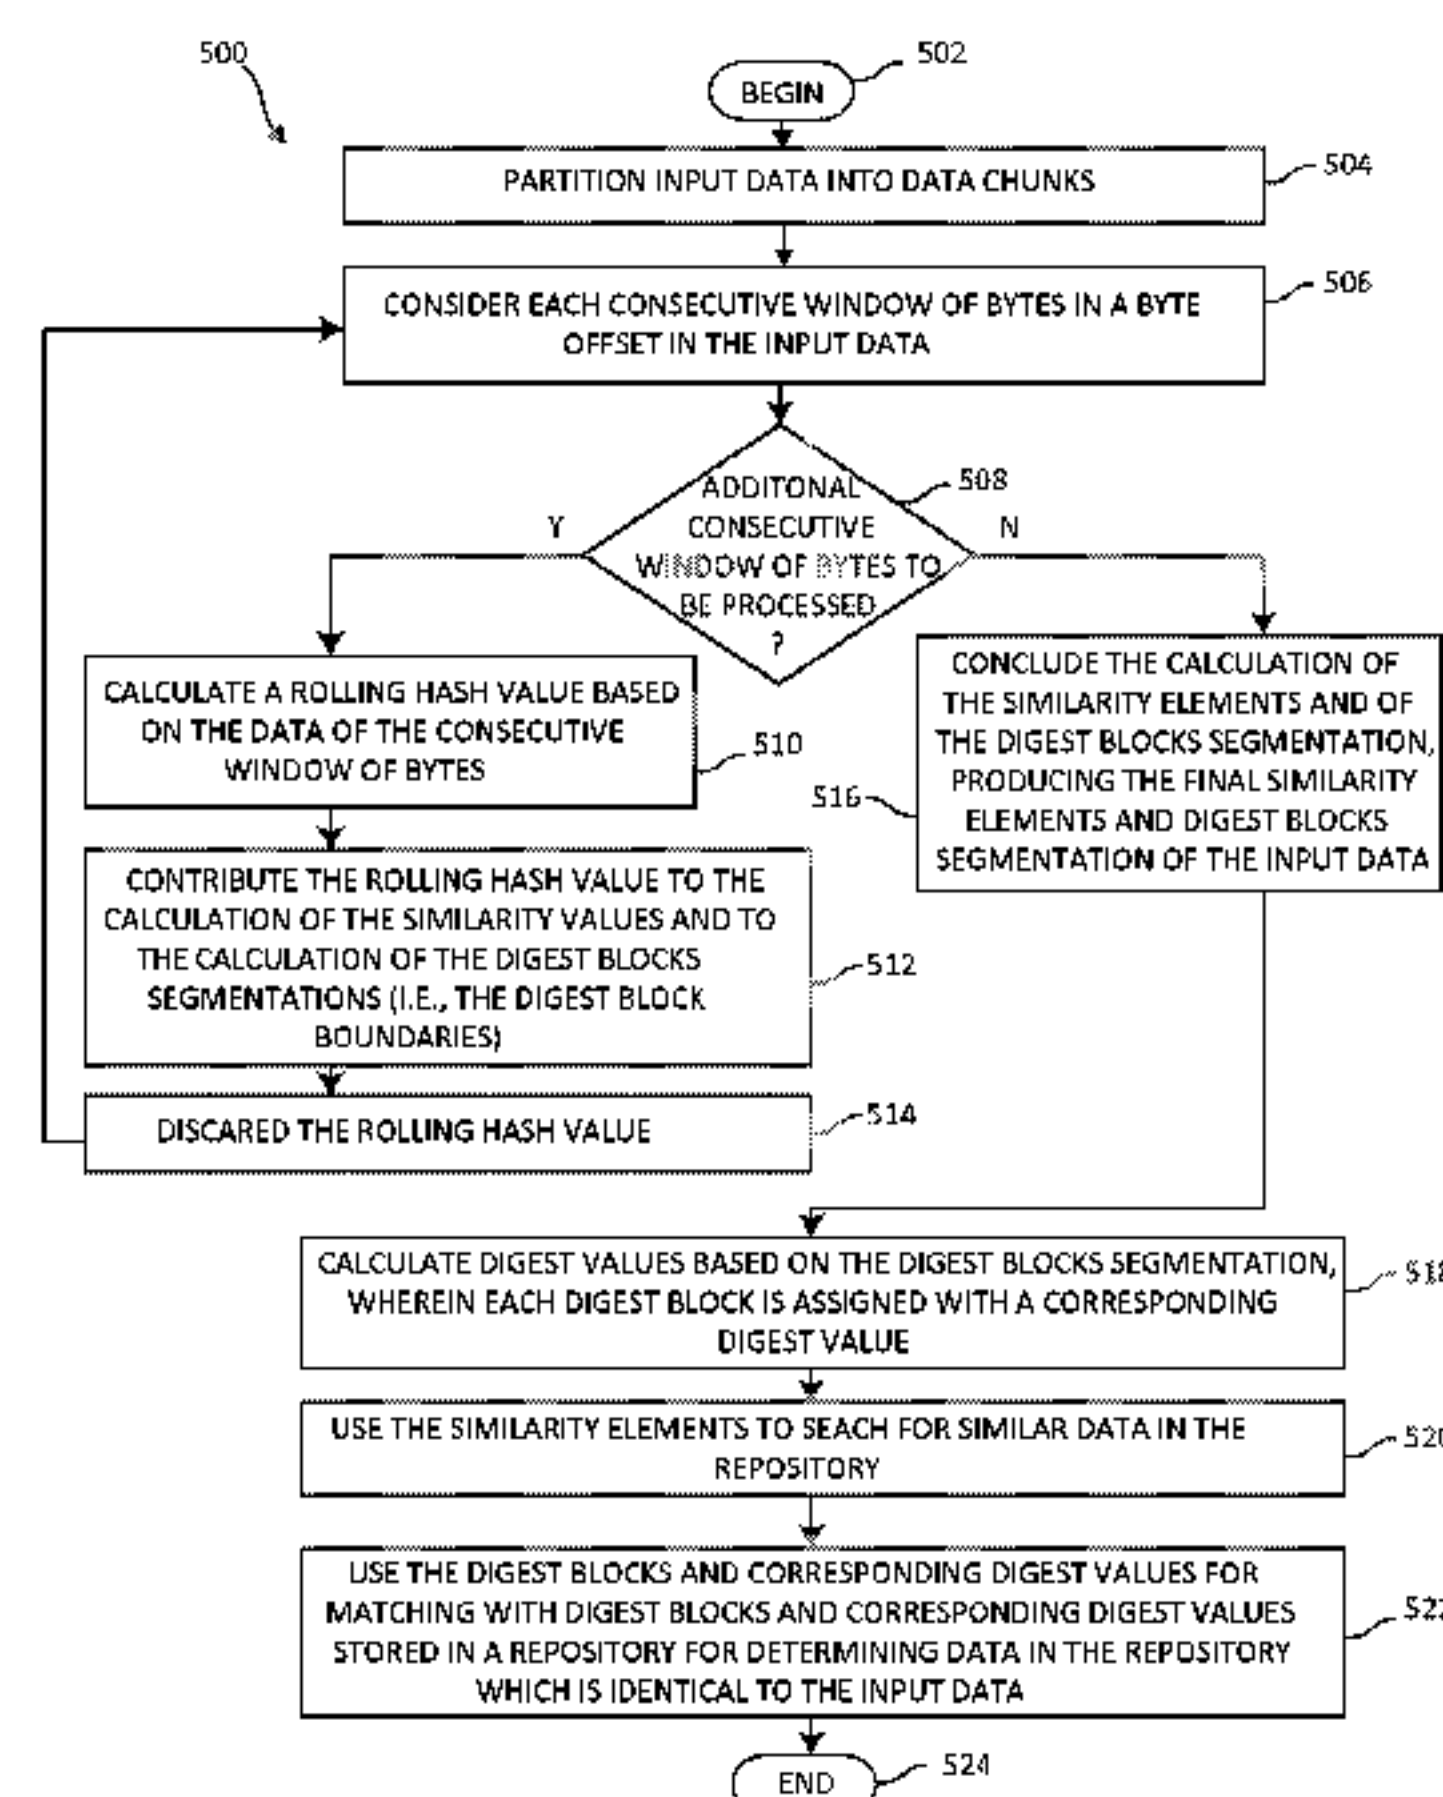 500
502
BEGIN
PARTITION INPUT DATA INTO DATA CHUNKS
504
CONSIDER EACH CONSECUTIVE WINDOW OF BYTES IN A BYTE
OFFSET IN THE INPUT DATA
506
ADDITONAL
CONSECUTIVE
WINDOW OF BYTES TO
BE PROCESSED
?
508
Y
N
CALCULATE A ROLLING HASH VALUE BASED
ON THE DATA OF THE CONSECUTIVE
WINDOW OF BYTES
510
CONTRIBUTE THE ROLLING HASH VALUE TO THE
CALCULATION OF THE SIMILARITY VALUES AND TO
THE CALCULATION OF THE DIGEST BLOCKS
SEGMENTATIONS (I.E., THE DIGEST BLOCK
BOUNDARIES)
512
DISCARED THE ROLLING HASH VALUE
514
CONCLUDE THE CALCULATION OF
THE SIMILARITY ELEMENTS AND OF
THE DIGEST BLOCKS SEGMENTATION,
PRODUCING THE FINAL SIMILARITY
ELEMENTS AND DIGEST BLOCKS
SEGMENTATION OF THE INPUT DATA
516
CALCULATE DIGEST VALUES BASED ON THE DIGEST BLOCKS SEGMENTATION,
WHEREIN EACH DIGEST BLOCK IS ASSIGNED WITH A CORRESPONDING
DIGEST VALUE
518
USE THE SIMILARITY ELEMENTS TO SEACH FOR SIMILAR DATA IN THE
REPOSITORY
520
USE THE DIGEST BLOCKS AND CORRESPONDING DIGEST VALUES FOR
MATCHING WITH DIGEST BLOCKS AND CORRESPONDING DIGEST VALUES
STORED IN A REPOSITORY FOR DETERMINING DATA IN THE REPOSITORY
WHICH IS IDENTICAL TO THE INPUT DATA
522
END
524